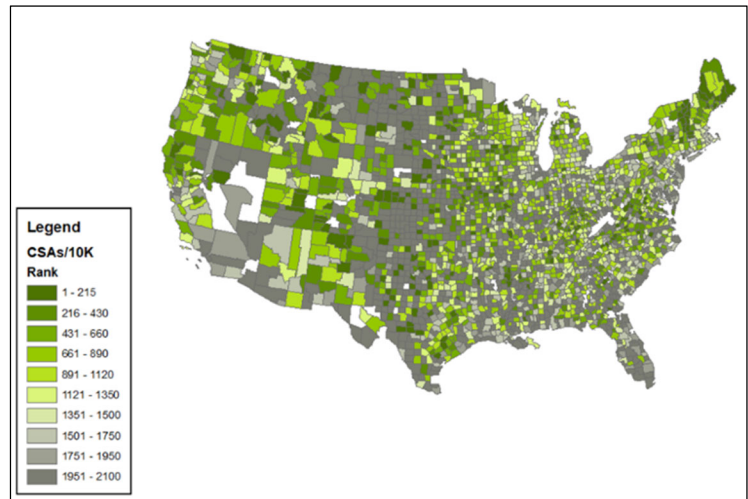 Legend
CSAs/10K
Rank
1 - 215
216 - 430
431 - 660
661 - 890
891 - 1120
1121 - 1350
1351 - 1500
1501 - 1750
1751 - 1950
1951 - 2100